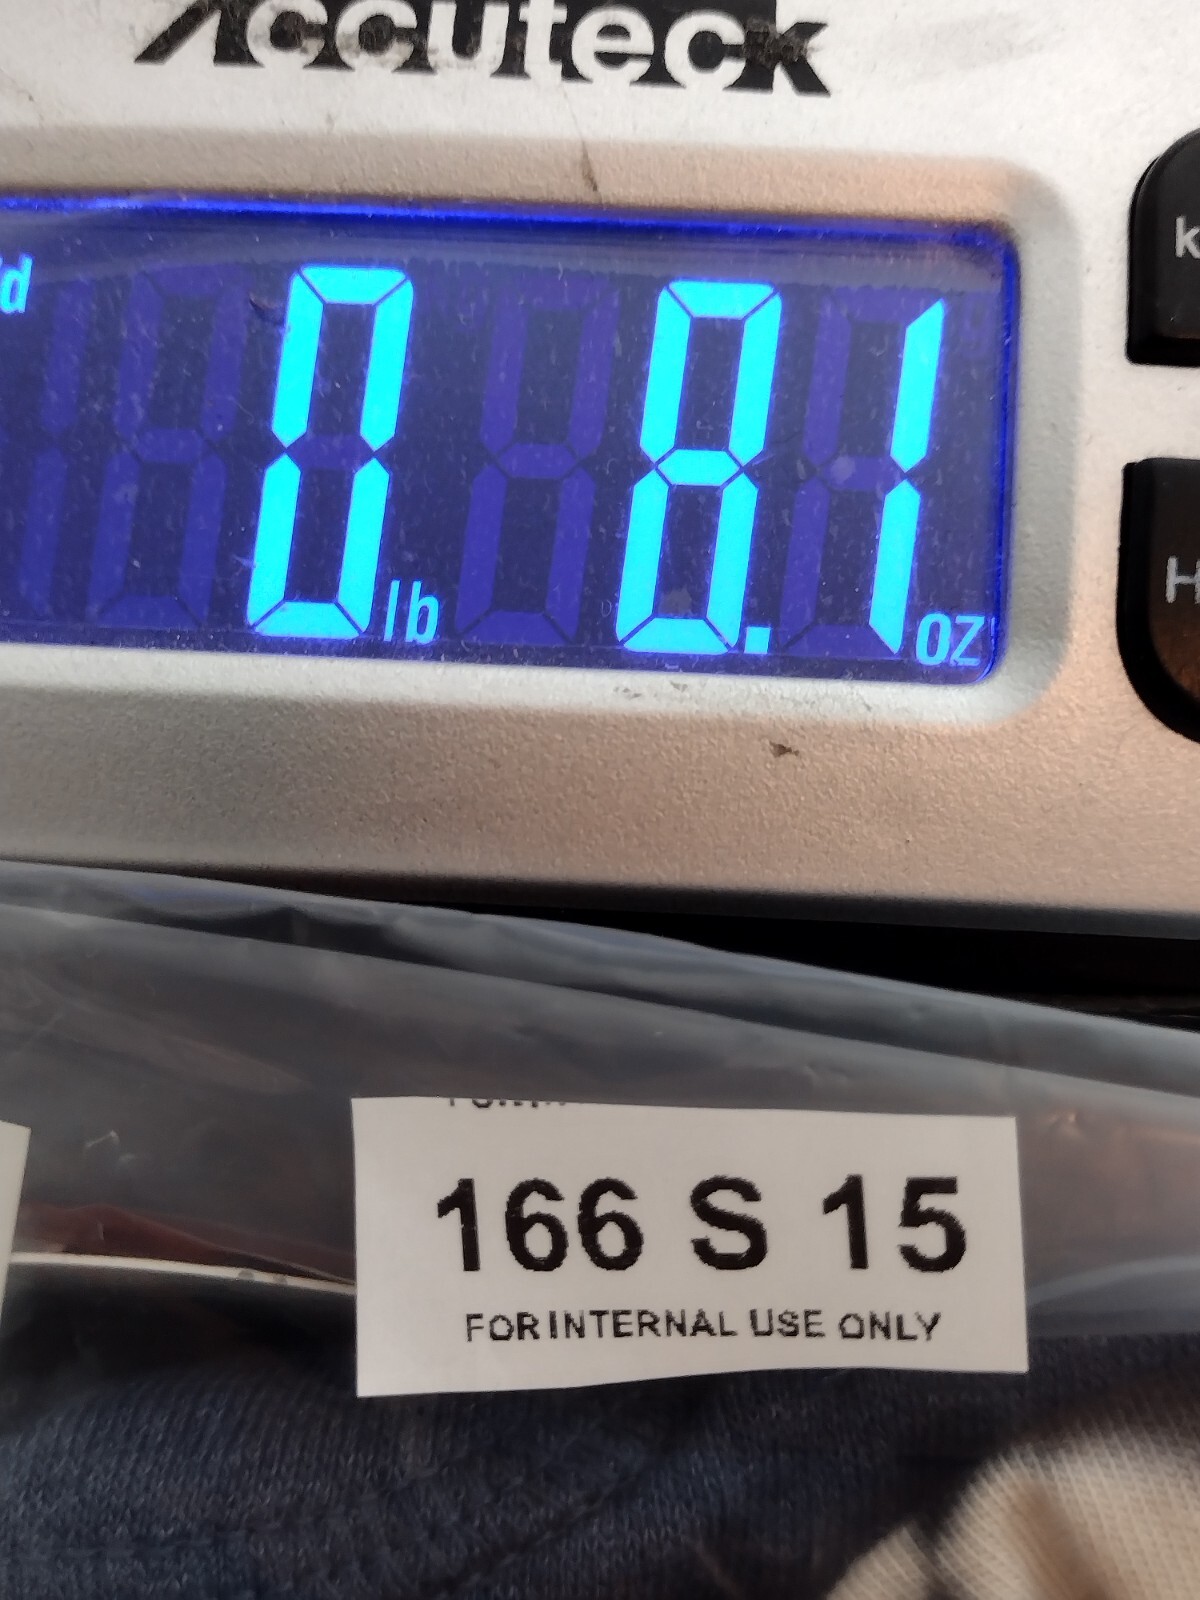 Accuteck
0 lb 8.1 oz
k
H
166 S 15
FOR INTERNAL USE ONLY